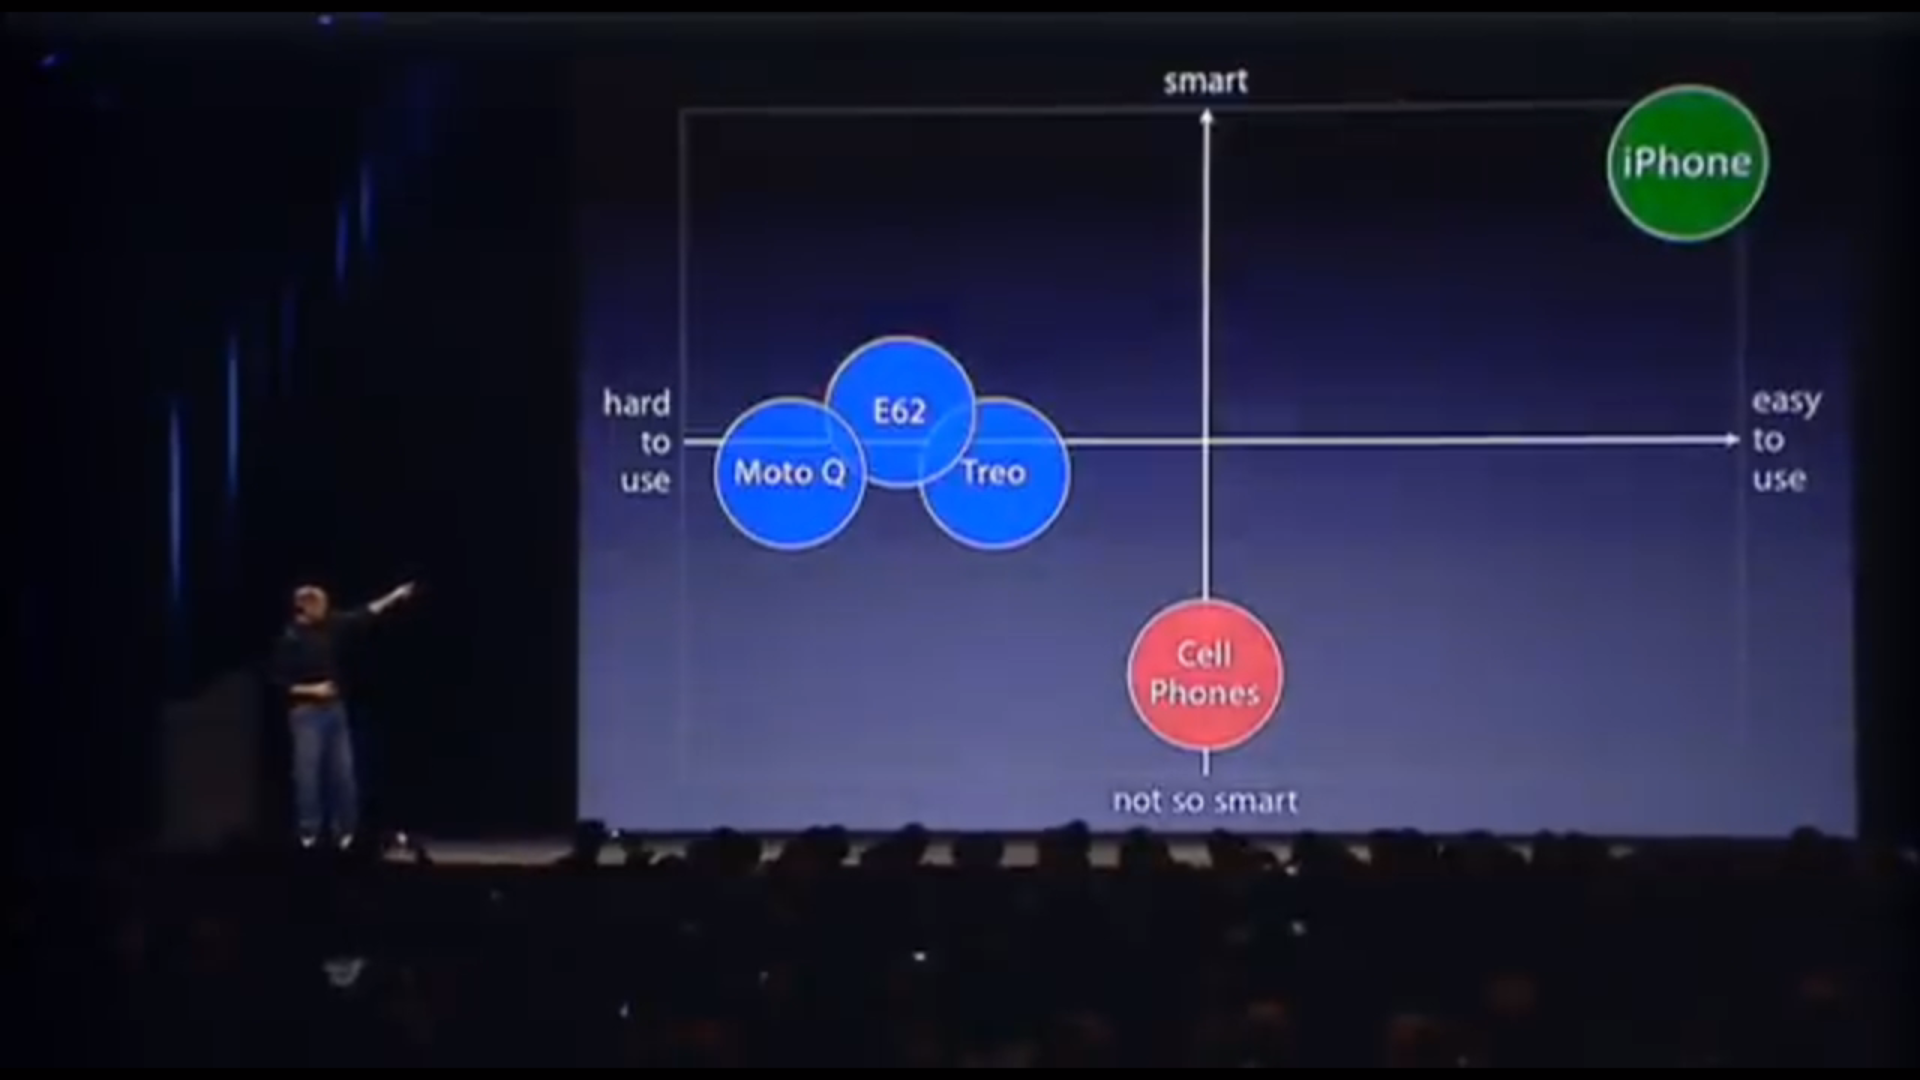 smart
iPhone
hard
to
use
easy
to
use
E62
Moto Q
Treo
Cell
Phones
not so smart